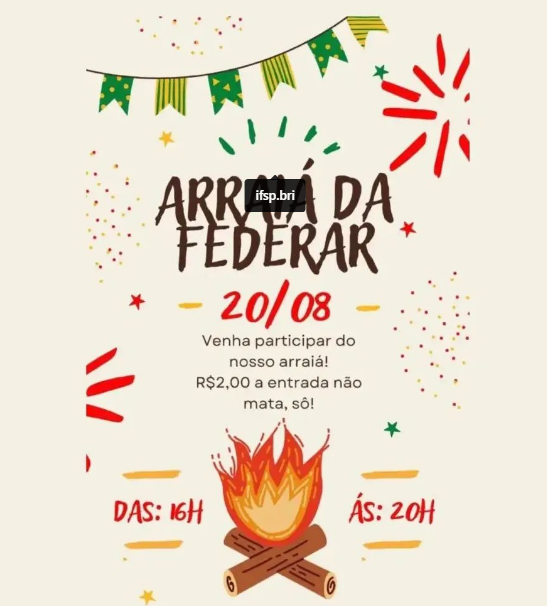 ARRAIÁ DA
ifsp.bri
FEDERAR
20/08
Venha participar do
nosso arraiá!
R$2,00 a entrada não
mata, sô!
DAS: 16H
ÁS: 20H